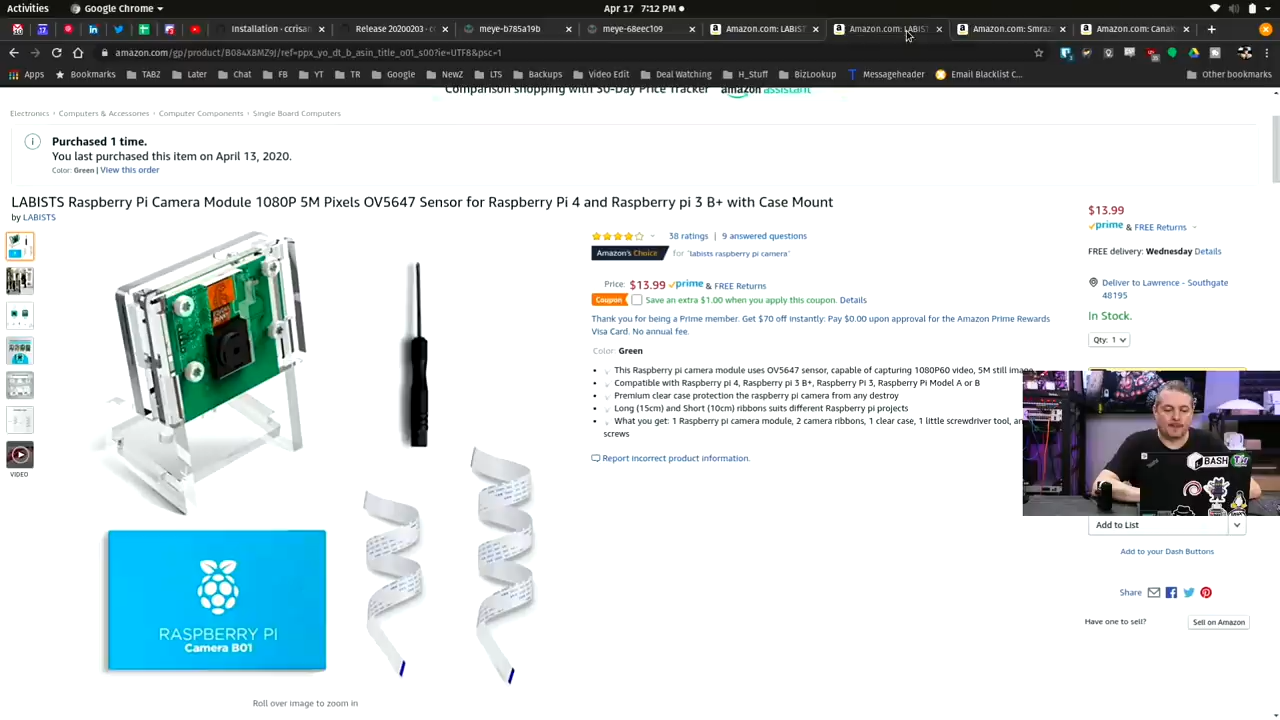 Activities
Google Chrome
Apr 17 7:12 PM
Installation · ccrisan
Release 20200203 ·
meye-b785a19b
meye-68eec109
Amazon.com: LABIST
Amazon.com: LABIST
Amazon.com: Smra
Amazon.com: CanaK
amazon.com/gp/product/B084X8MZ9J/ref=ppx_yo_dt_b_asin_title_o01_s00?ie=UTF8&psc=1
Apps
Bookmarks
TABZ
Later
Chat
FB
YT
TR
Google
NewZ
LTS
Backups
Video Edit
Deal Watching
H_Stuff
BizLookup
Messageheader
Email Blacklist C...
Other bookmarks
Comparison shopping with 30-Day Price Tracker amazon assistant
Electronics › Computers & Accessories › Computer Components › Single Board Computers
Purchased 1 time.
You last purchased this item on April 13, 2020.
Color: Green | View this order
LABISTS Raspberry Pi Camera Module 1080P 5M Pixels OV5647 Sensor for Raspberry Pi 4 and Raspberry pi 3 B+ with Case Mount
by LABISTS
38 ratings | 9 answered questions
Amazon's Choice for "labists raspberry pi camera"
Price: $13.99 prime & FREE Returns
Coupon Save an extra $1.00 when you apply this coupon. Details
Thank you for being a Prime member. Get $70 off instantly: Pay $0.00 upon approval for the Amazon Prime Rewards
Visa Card. No annual fee.
Color: Green
This Raspberry pi camera module uses OV5647 sensor, capable of capturing 1080P60 video, 5M still image
Compatible with Raspberry pi 4, Raspberry pi 3 B+, Raspberry Pi 3, Raspberry Pi Model A or B
Premium clear case protection the raspberry pi camera from any destroy
Long (15cm) and Short (10cm) ribbons suits different Raspberry pi projects
What you get: 1 Raspberry pi camera module, 2 camera ribbons, 1 clear case, 1 little screwdriver tool, an
screws
Report incorrect product information.
VIDEO
RASPBERRY PI
Camera B01
Roll over image to zoom in
$13.99
prime & FREE Returns
FREE delivery: Wednesday Details
Deliver to Lawrence - Southgate
48195
In Stock.
Qty: 1
BASH
Add to List
Add to your Dash Buttons
Share
Have one to sell?
Sell on Amazon